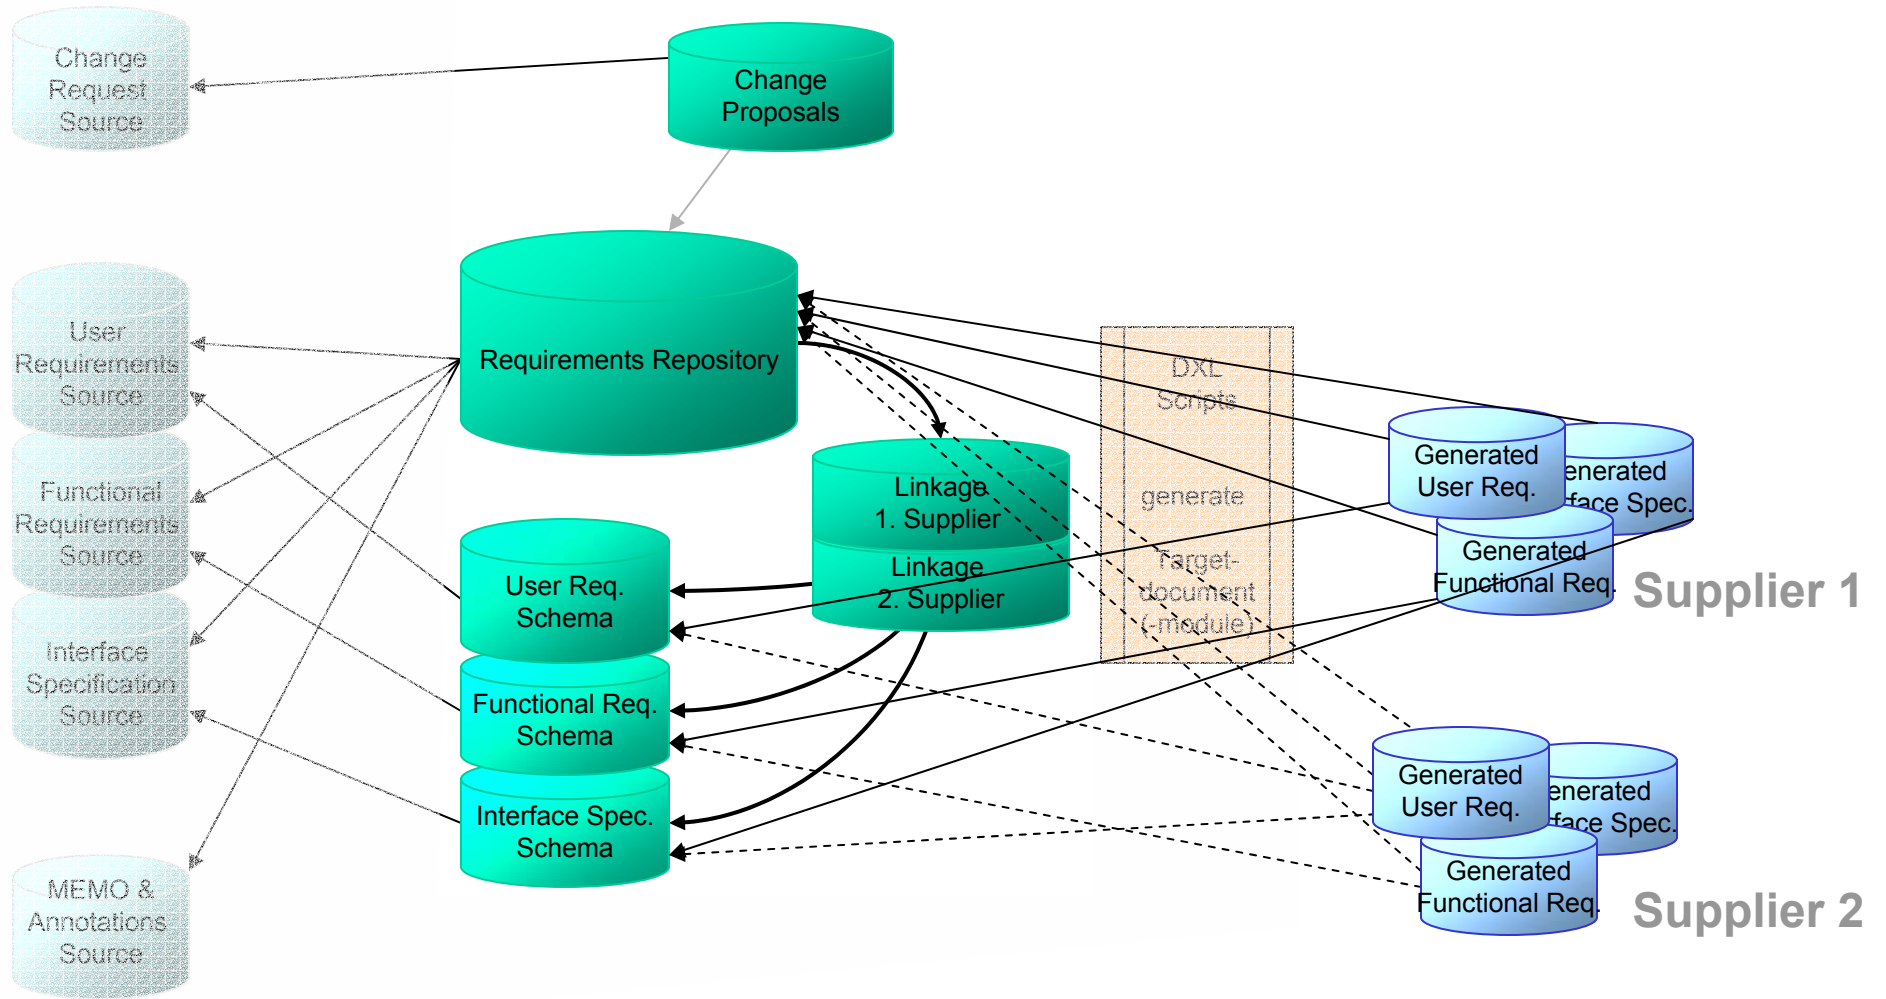 Change
Request
Source
Change
Proposals
User
Requirements
Source
Functional
Requirements
Source
Interface
Specification
Source
MEMO &
Annotations
Source
Requirements Repository
Linkage
1. Supplier
Linkage
2. Supplier
User Req.
Schema
Functional Req.
Schema
Interface Spec.
Schema
DXL
Scripts
generate
Target-
document
(-module)
Generated
User Req.
enerated
face Spec.
Generated
Functional Req.
Supplier 1
Generated
User Req.
enerated
face Spec.
Generated
Functional Req.
Supplier 2